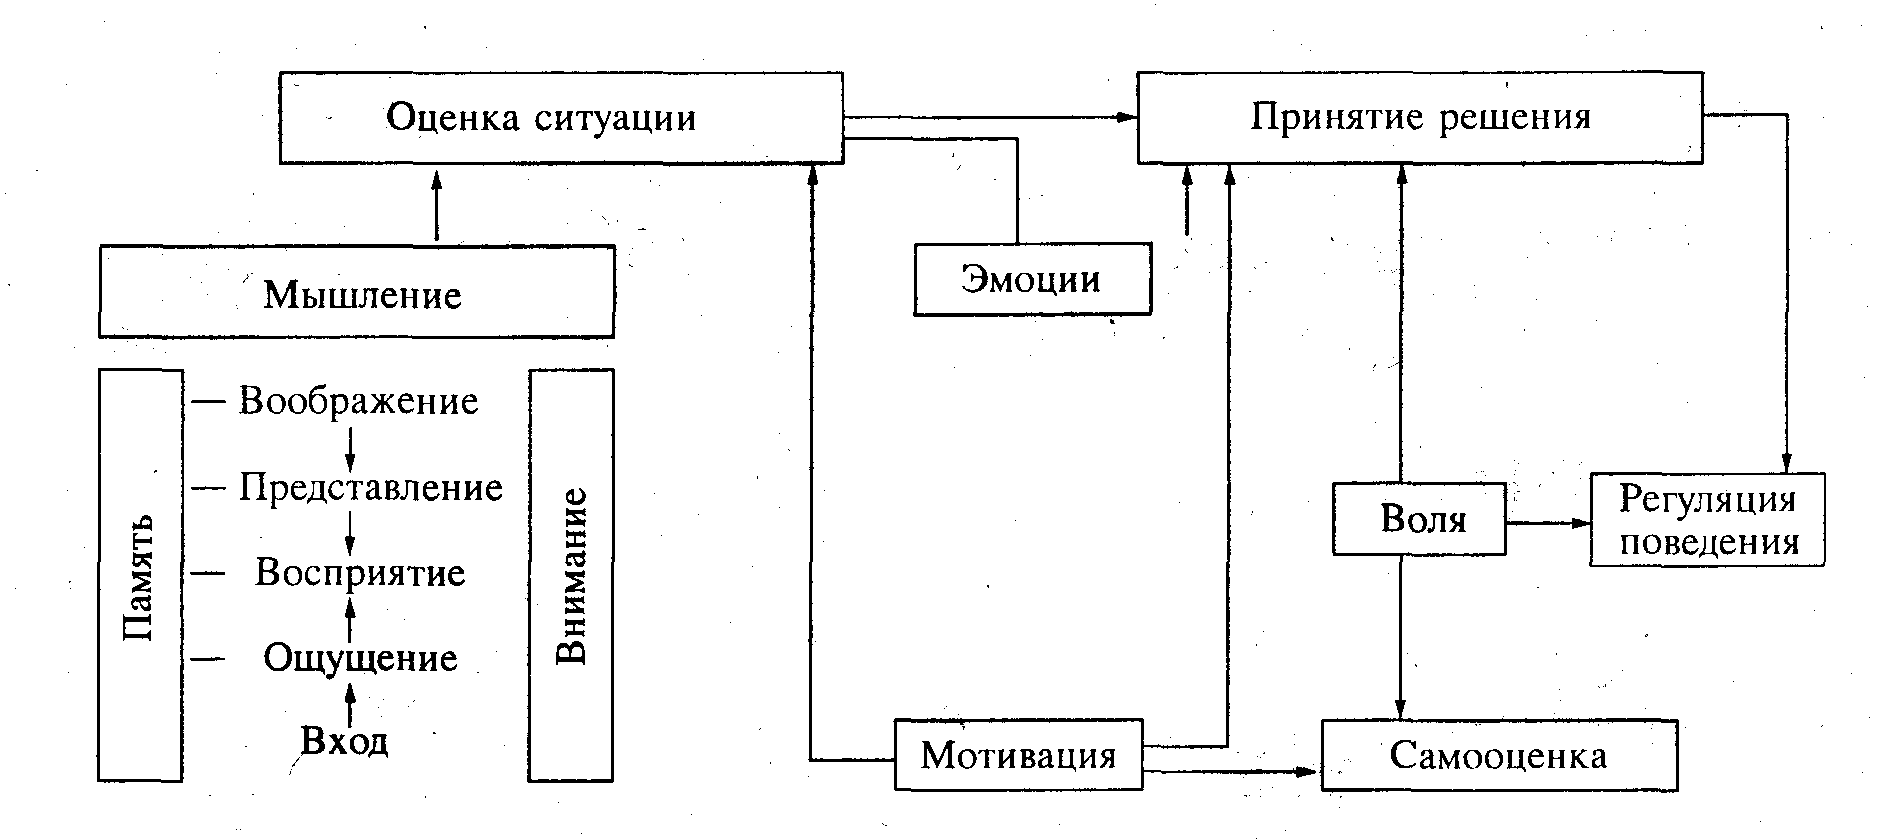 Оценка ситуации
Принятие решения
Эмоции
Мышление
Память
— Воображение
— Представление
— Восприятие
— Ощущение
Вход
Внимание
Воля
Регуляция
поведения
Мотивация
Самооценка